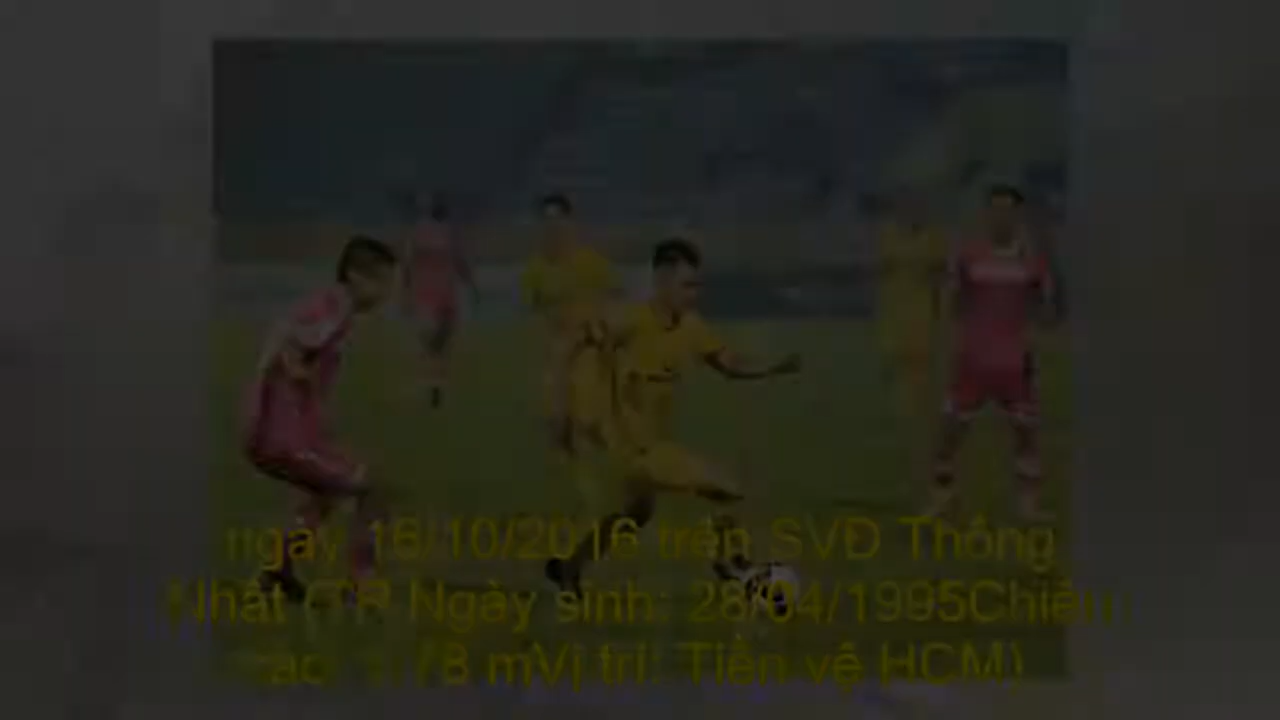 ngày 16/10/2016 trên SVĐ Thống
Nhất (TP. Ngày sinh: 28/04/1995Chiều
cao: 1,78 mVị trí: Tiền vệ HCM)